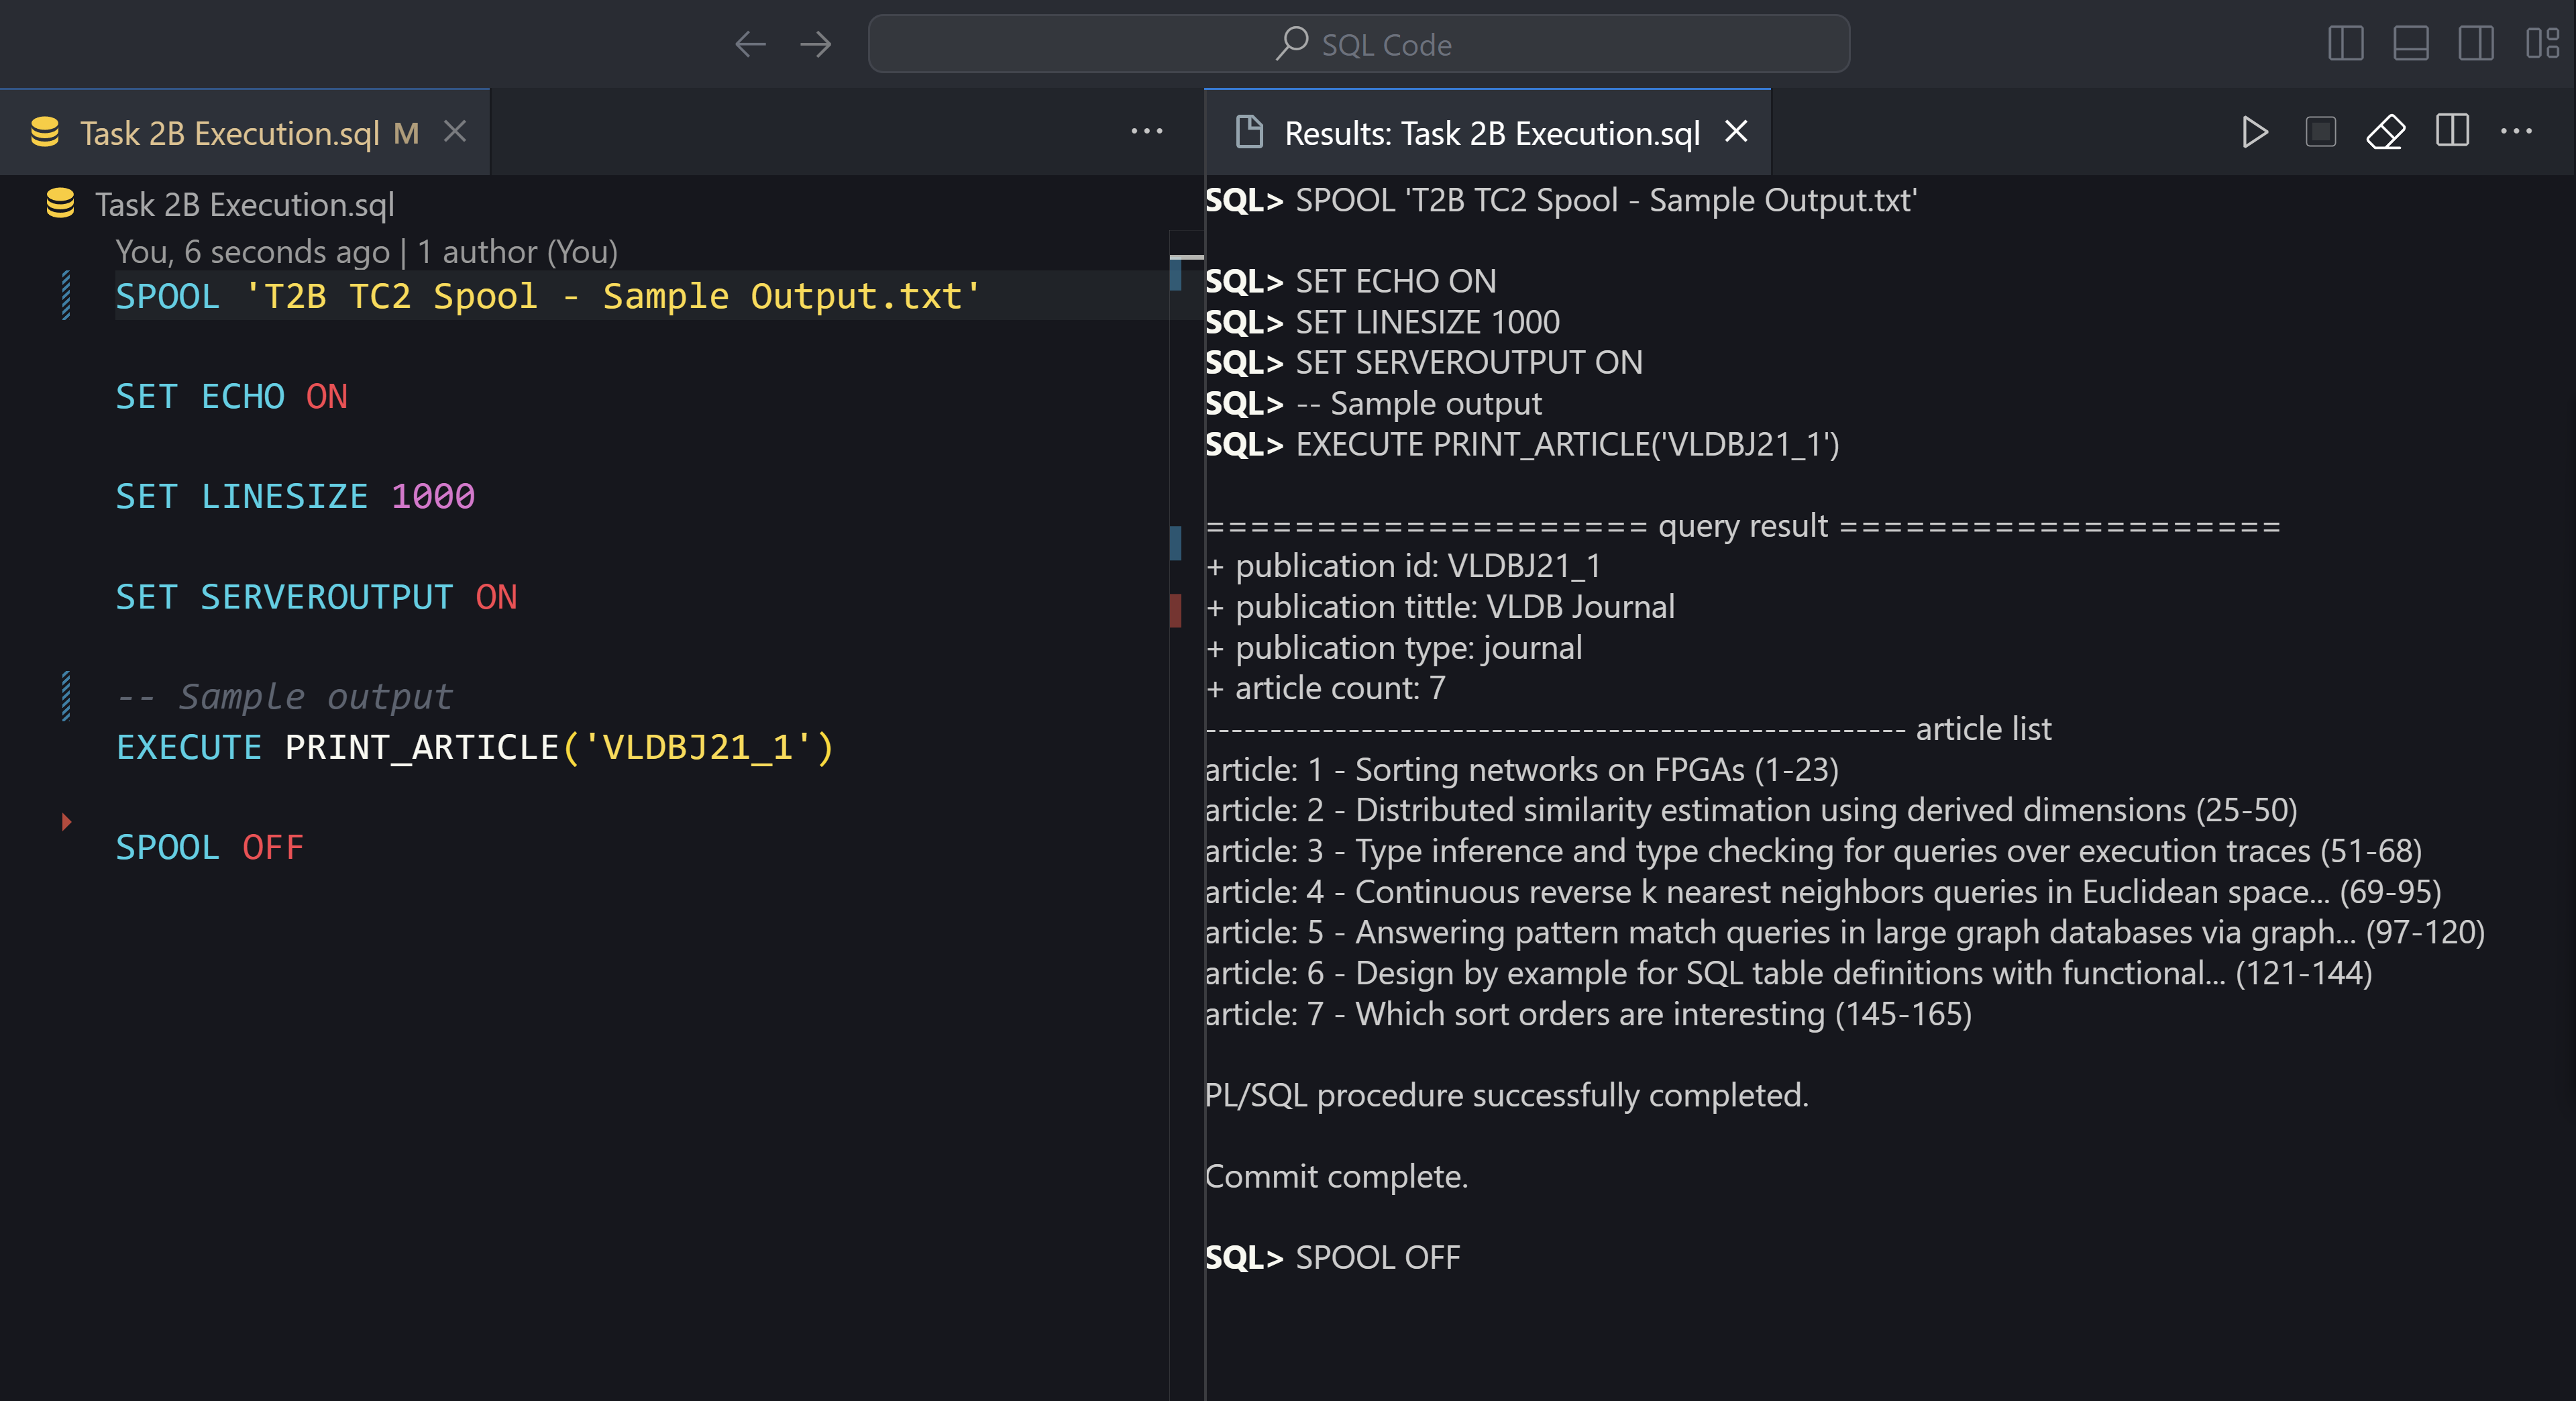 SQL Code
Task 2B Execution.sql M
Task 2B Execution.sql
You, 6 seconds ago | 1 author (You)
SPOOL 'T2B TC2 Spool - Sample Output.txt'
SET ECHO ON
SET LINESIZE 1000
SET SERVEROUTPUT ON
-- Sample output
EXECUTE PRINT_ARTICLE('VLDBJ21_1')
SPOOL OFF
Results: Task 2B Execution.sql
SQL> SPOOL 'T2B TC2 Spool - Sample Output.txt'
SQL> SET ECHO ON
SQL> SET LINESIZE 1000
SQL> SET SERVEROUTPUT ON
SQL> -- Sample output
SQL> EXECUTE PRINT_ARTICLE('VLDBJ21_1')
==================== query result ====================
+ publication id: VLDBJ21_1
+ publication tittle: VLDB Journal
+ publication type: journal
+ article count: 7
------------------------------------------------------ article list
article: 1 - Sorting networks on FPGAs (1-23)
article: 2 - Distributed similarity estimation using derived dimensions (25-50)
article: 3 - Type inference and type checking for queries over execution traces (51-68)
article: 4 - Continuous reverse k nearest neighbors queries in Euclidean space... (69-95)
article: 5 - Answering pattern match queries in large graph databases via graph... (97-120)
article: 6 - Design by example for SQL table definitions with functional... (121-144)
article: 7 - Which sort orders are interesting (145-165)
PL/SQL procedure successfully completed.
Commit complete.
SQL> SPOOL OFF